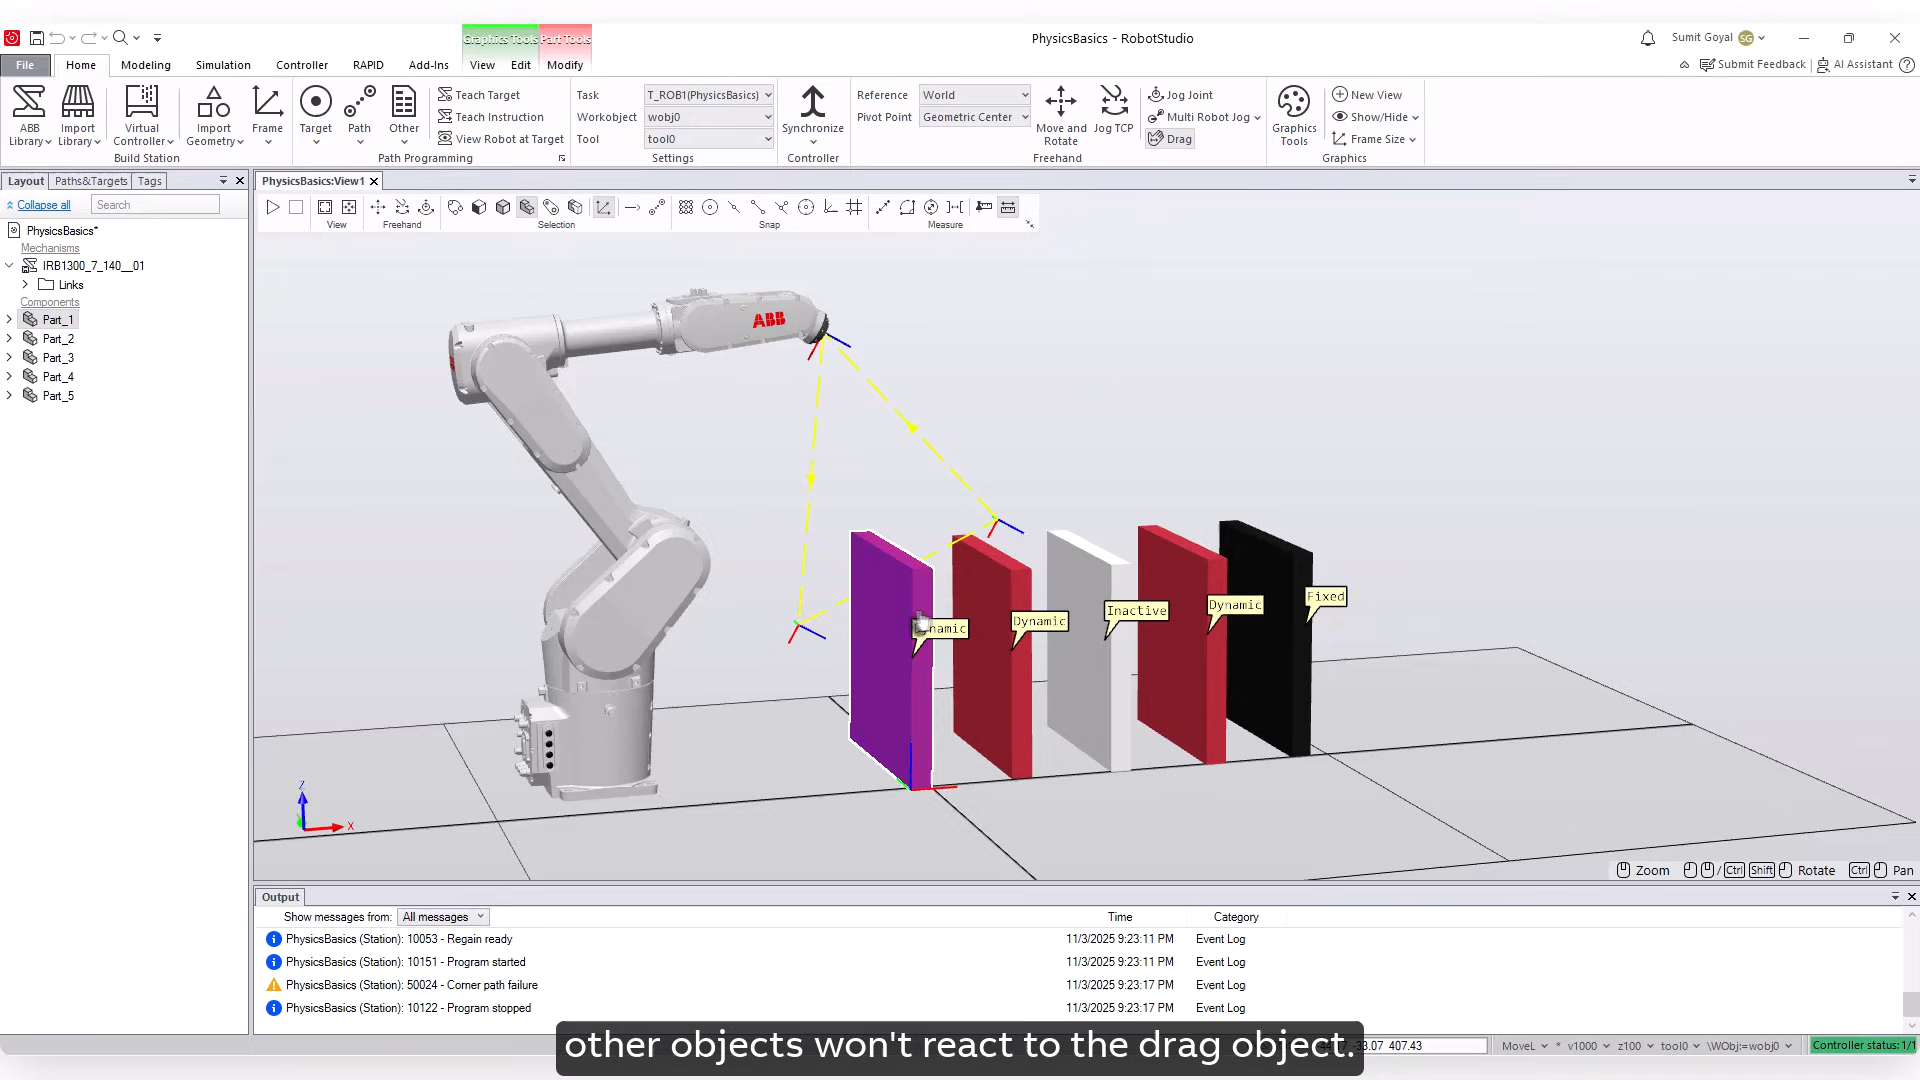 Graphics Tools Part Tools
PhysicsBasics - RobotStudio
Sumit Goyal SG
File Home Modeling Simulation Controller RAPID Add-Ins View Edit Modify
Submit Feedback AI Assistant
ABB Library
Import Library
Virtual Controller
Import Geometry
Frame
Build Station
Target
Path
Other
Teach Target
Teach Instruction
View Robot at Target
Path Programming
Task T_ROB1(PhysicsBasics)
Workobject wobj0
Tool tool0
Settings
Synchronize
Controller
Reference World
Pivot Point Geometric Center
Move and Rotate
Jog TCP
Jog Joint
Multi Robot Jog
Drag
Freehand
Graphics Tools
New View
Show/Hide
Frame Size
Graphics
Layout Paths&Targets Tags
Collapse all Search
PhysicsBasics*
Mechanisms
IRB1300_7_140__01
Links
Components
Part_1
Part_2
Part_3
Part_4
Part_5
PhysicsBasics:View1
View Freehand Selection Snap Measure
ABB
Dynamic
Inactive
Dynamic
Fixed
Z
X
Zoom / Ctrl Shift Rotate Ctrl Pan
Output
Show messages from: All messages Time Category
PhysicsBasics (Station): 10053 - Regain ready 11/3/2025 9:23:11 PM Event Log
PhysicsBasics (Station): 10151 - Program started 11/3/2025 9:23:11 PM Event Log
PhysicsBasics (Station): 50024 - Corner path failure 11/3/2025 9:23:17 PM Event Log
PhysicsBasics (Station): 10122 - Program stopped 11/3/2025 9:23:17 PM Event Log
other objects won't react to the drag object.
407.43 MoveL * v1000 z100 tool0 \WObj:=wobj0 Controller status: 1/1